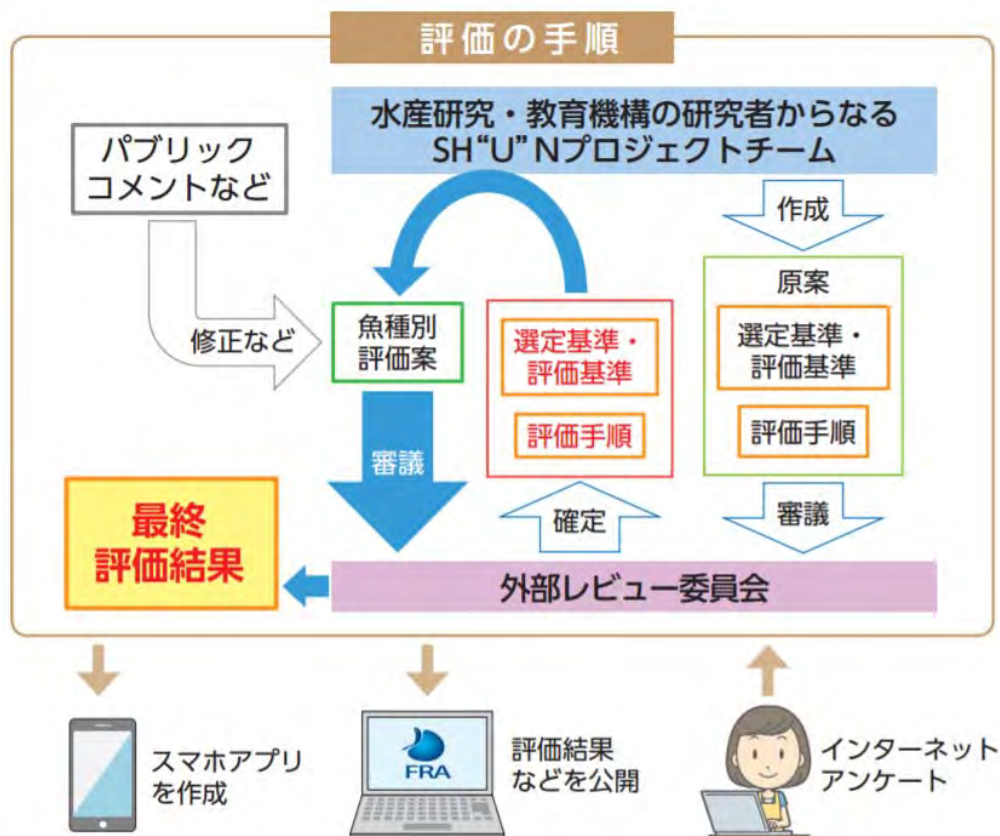 評価の手順
水産研究・教育機構の研究者からなる
SH“U”Nプロジェクトチーム
パブリック
コメントなど
作成
原案
選定基準・
評価基準
評価手順
修正など
魚種別
評価案
選定基準・
評価基準
評価手順
審議
確定
審議
最終
評価結果
外部レビュー委員会
スマホアプリ
を作成
FRA
評価結果
などを公開
インターネット
アンケート